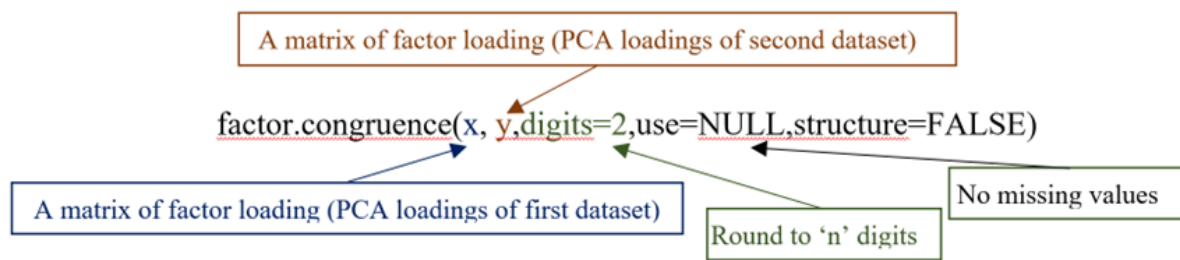 A matrix of factor loading (PCA loadings of second dataset)
factor.congruence(x, y,digits=2,use=NULL,structure=FALSE)
A matrix of factor loading (PCA loadings of first dataset)
No missing values
Round to ‘n’ digits